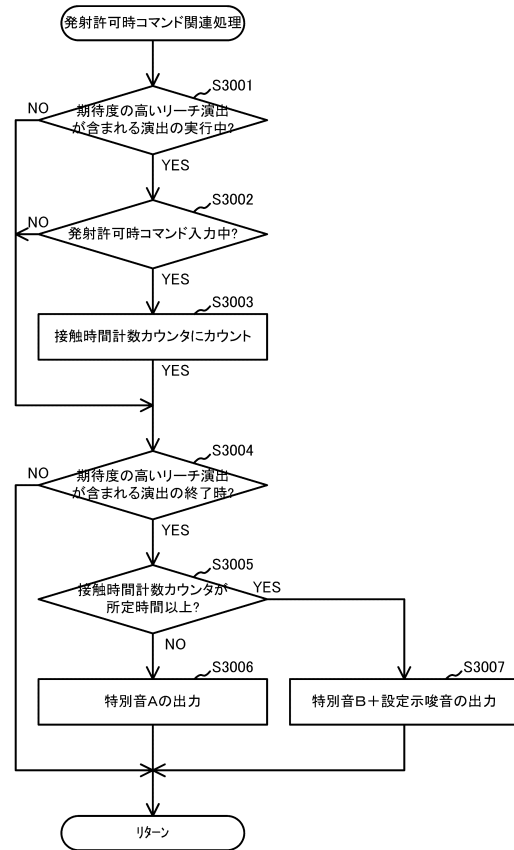 発射許可時コマンド関連処理
S3001
NO
期待度の高いリーチ演出
が含まれる演出の実行中?
YES
S3002
NO
発射許可時コマンド入力中?
YES
S3003
接触時間計数カウンタにカウント
YES
S3004
NO
期待度の高いリーチ演出
が含まれる演出の終了時?
YES
S3005
接触時間計数カウンタが
所定時間以上?
YES
NO
S3006
特別音Aの出力
S3007
特別音B+設定示唆音の出力
リターン